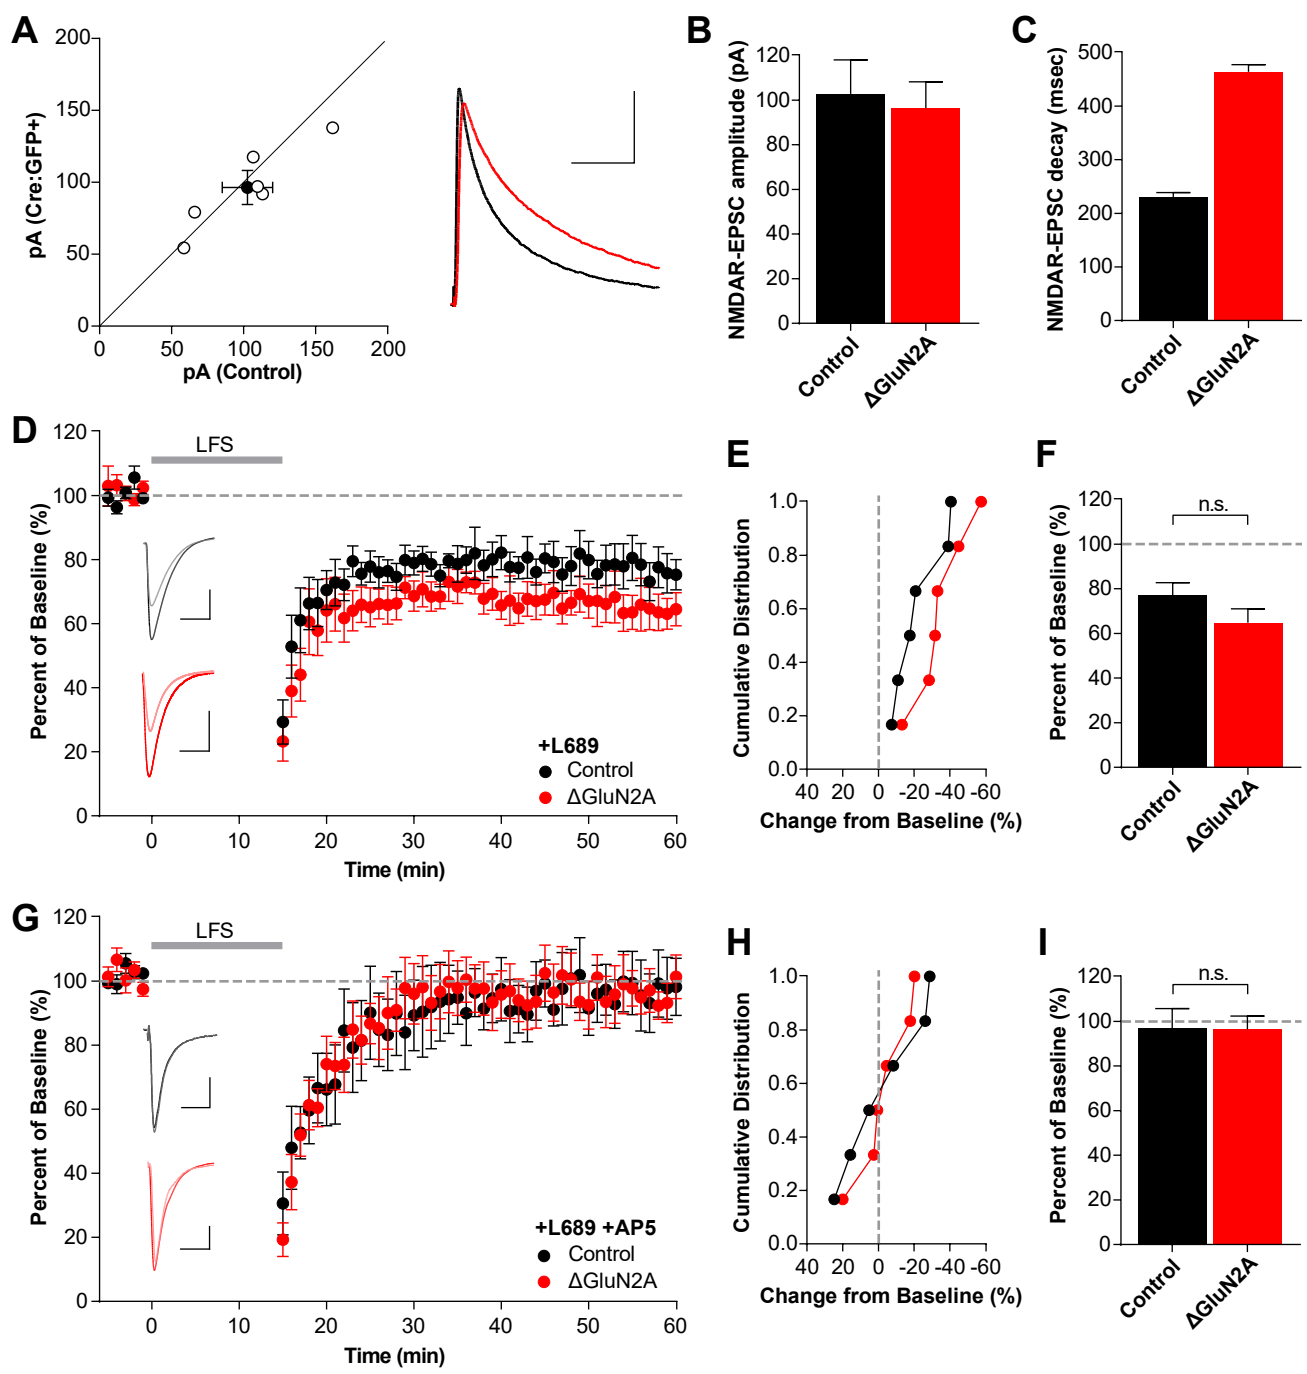 A
200
150
100
50
0
0 50 100 150 200
pA (Cre:GFP+)
pA (Control)
B
120
100
80
60
40
20
0
NMDAR-EPSC amplitude (pA)
Control
ΔGluN2A
C
500
400
300
200
100
0
NMDAR-EPSC decay (msec)
Control
ΔGluN2A
D
120
100
80
60
40
20
0
Percent of Baseline (%)
LFS
+L689
Control
ΔGluN2A
0 10 20 30 40 50 60
Time (min)
E
1.0
0.8
0.6
0.4
0.2
0.0
Cumulative Distribution
40 20 0 -20 -40 -60
Change from Baseline (%)
F
120
100
80
60
40
20
0
Percent of Baseline (%)
n.s.
Control
ΔGluN2A
G
120
100
80
60
40
20
0
Percent of Baseline (%)
LFS
+L689 +AP5
Control
ΔGluN2A
0 10 20 30 40 50 60
Time (min)
H
1.0
0.8
0.6
0.4
0.2
0.0
Cumulative Distribution
40 20 0 -20 -40 -60
Change from Baseline (%)
I
120
100
80
60
40
20
0
Percent of Baseline (%)
n.s.
Control
ΔGluN2A